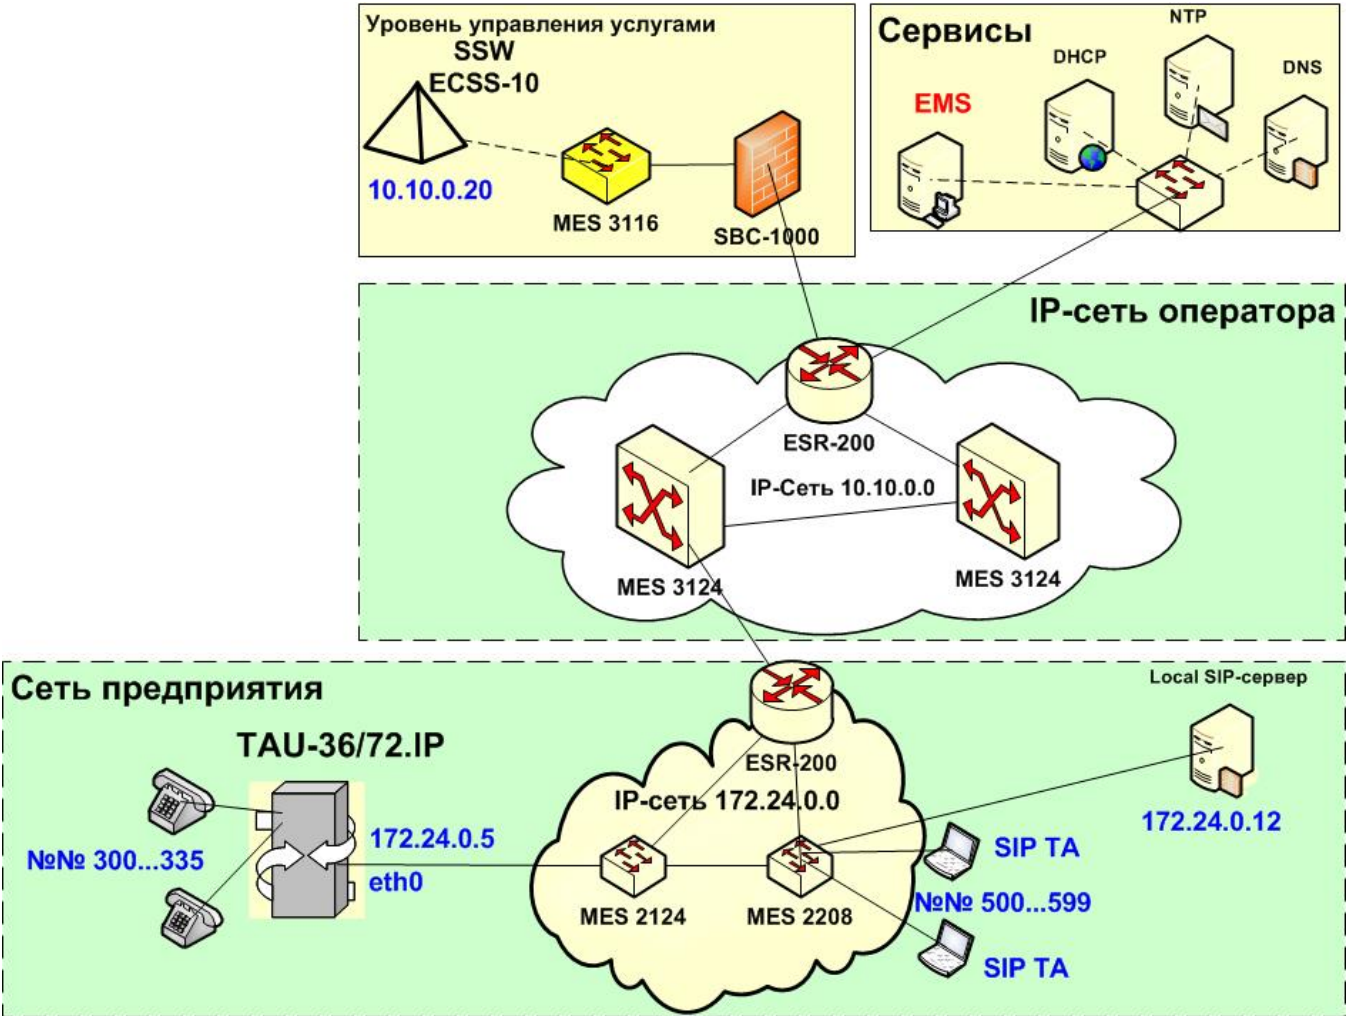 Уровень управления услугами
SSW
ECSS-10
10.10.0.20
MES 3116
SBC-1000
Сервисы
NTP
DHCP
DNS
EMS
IP-сеть оператора
ESR-200
IP-Сеть 10.10.0.0
MES 3124
MES 3124
Сеть предприятия
Local SIP-сервер
TAU-36/72.IP
ESR-200
IP-сеть 172.24.0.0
172.24.0.12
172.24.0.5
SIP TA
№№ 300...335
eth0
№№ 500...599
MES 2124
MES 2208
SIP TA